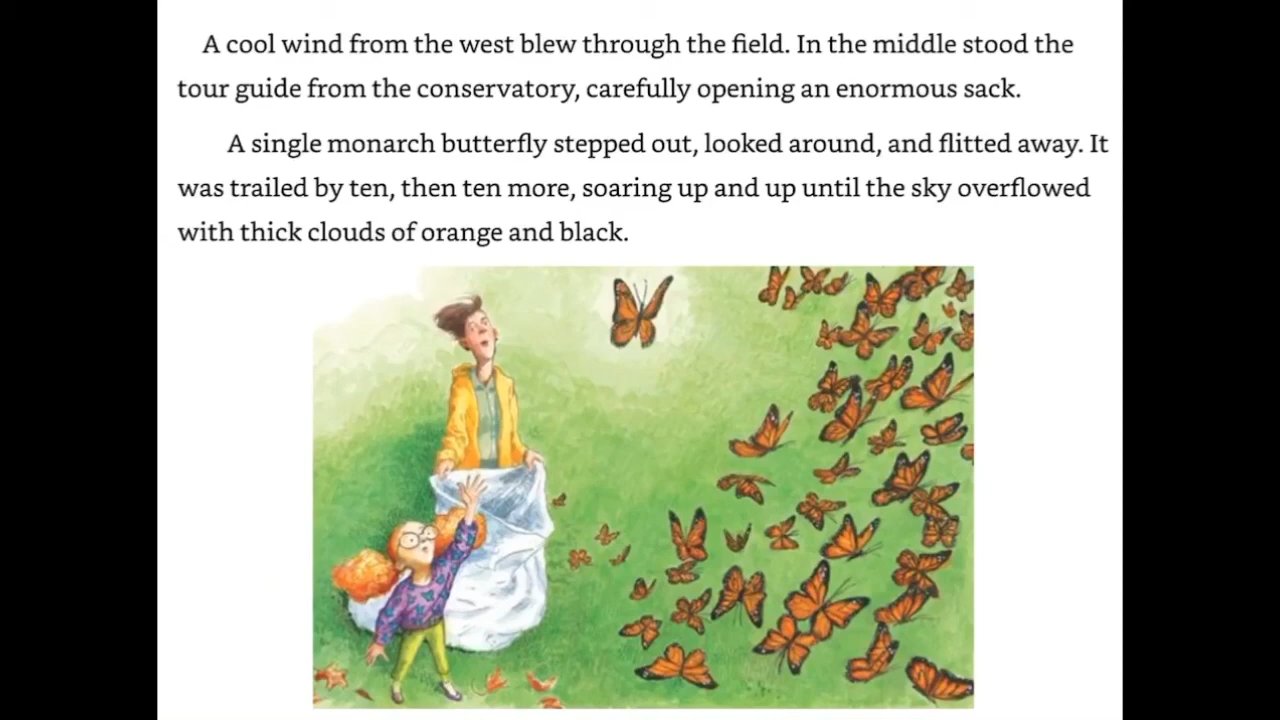 A cool wind from the west blew through the field. In the middle stood the
tour guide from the conservatory, carefully opening an enormous sack.
A single monarch butterfly stepped out, looked around, and flitted away. It
was trailed by ten, then ten more, soaring up and up until the sky overflowed
with thick clouds of orange and black.